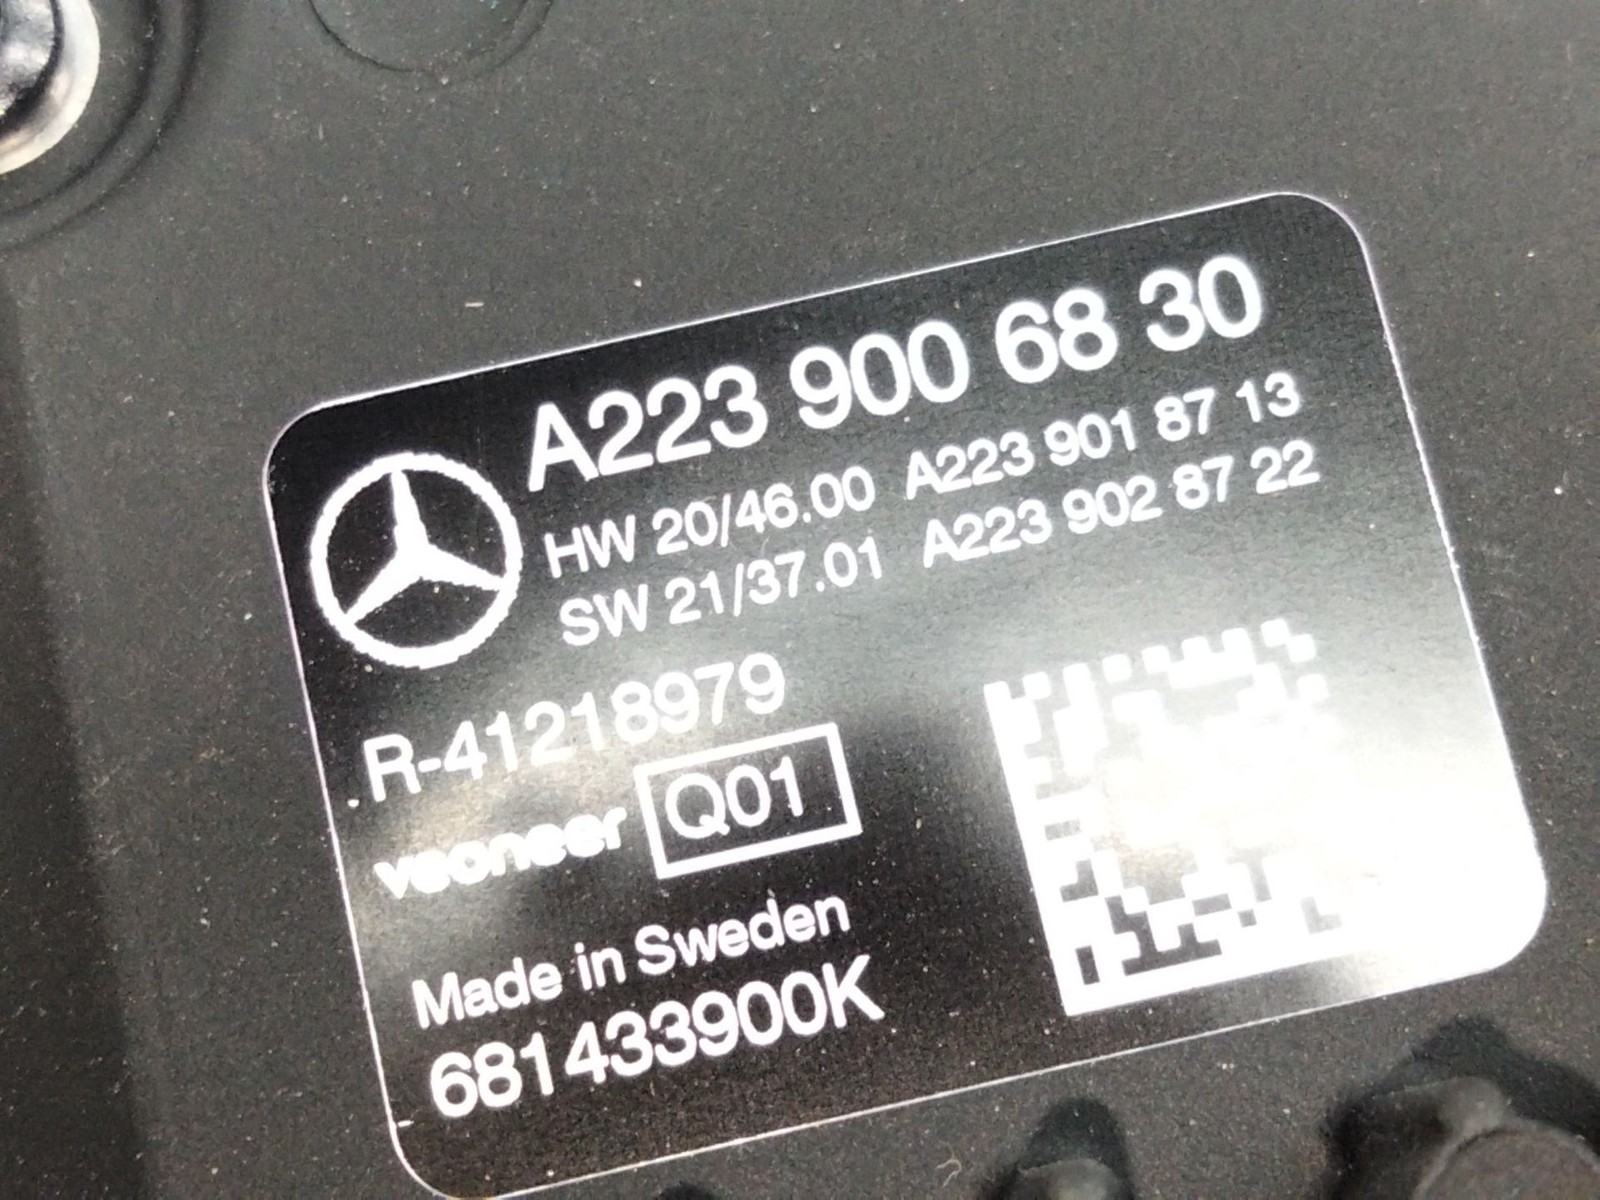 A223 900 68 30
HW 20/46.00 A223 901 87 13
SW 21/37.01 A223 902 87 22
R-41218979
veoneer Q01
Made in Sweden
681433900K